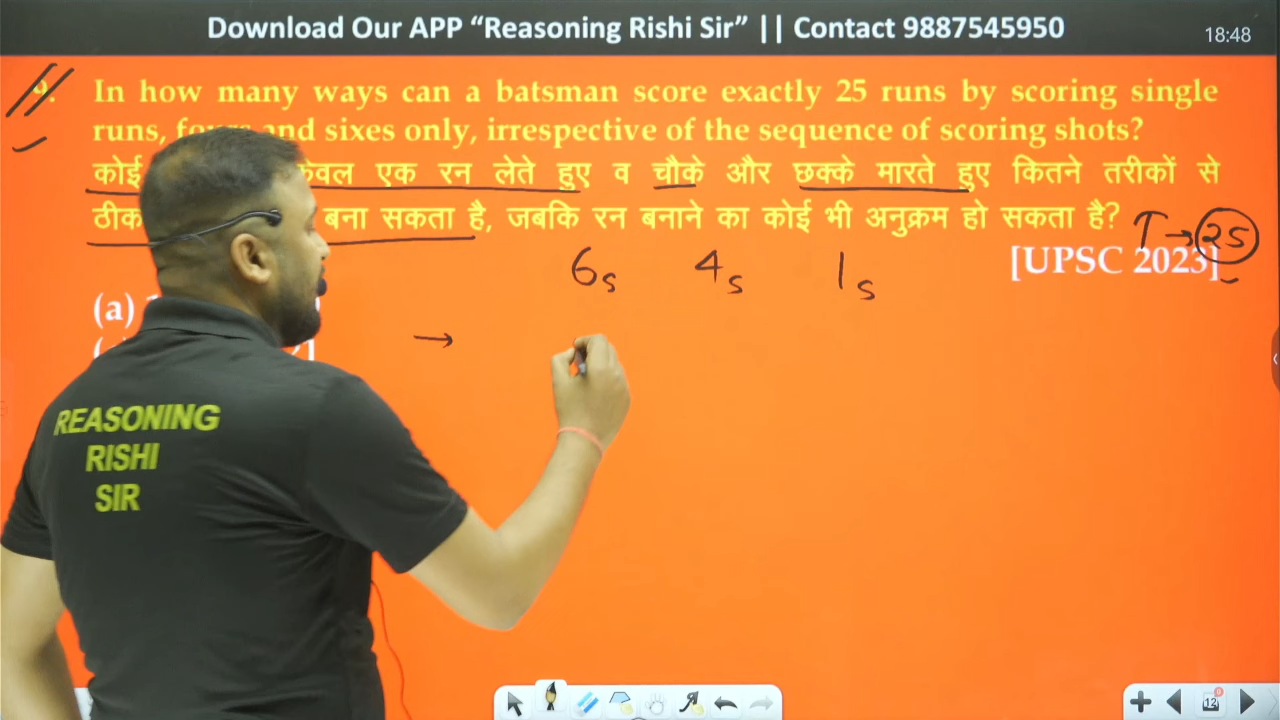 Download Our APP “Reasoning Rishi Sir” || Contact 9887545950
18:48
9. In how many ways can a batsman score exactly 25 runs by scoring single
runs, fours and sixes only, irrespective of the sequence of scoring shots?
कोई केवल एक रन लेते हुए व चौके और छक्के मारते हुए कितने तरीकों से
ठीक बना सकता है, जबकि रन बनाने का कोई भी अनुक्रम हो सकता है?
T → 25
[UPSC 2023]
6s 4s 1s
(a)
→
REASONING
RISHI
SIR
12